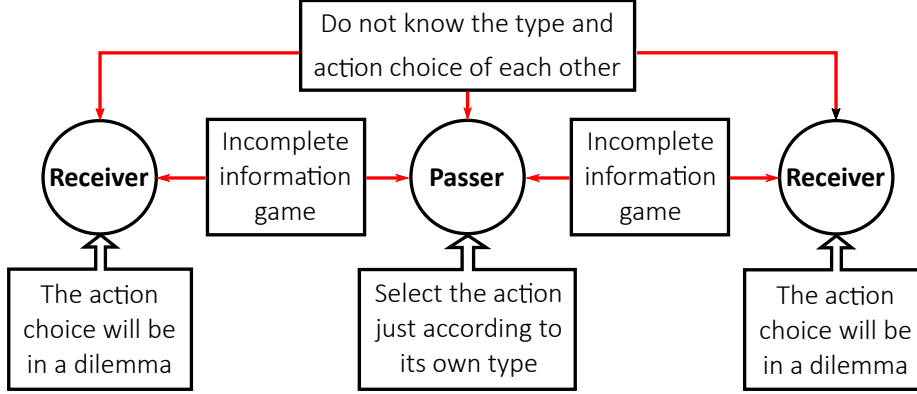 Do not know the type and
action choice of each other
Receiver
Incomplete
information
game
Passer
Incomplete
information
game
Receiver
The action
choice will be
in a dilemma
Select the action
just according to
its own type
The action
choice will be
in a dilemma